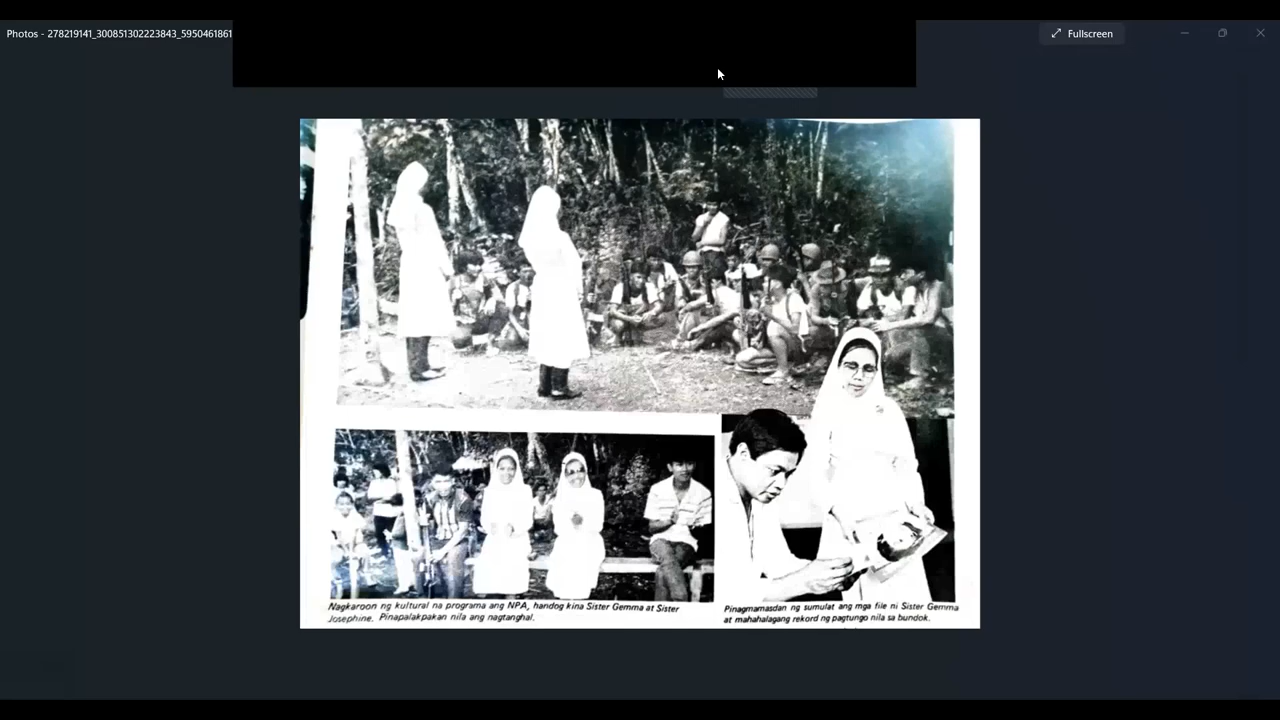 Photos - 278219141_300851302223843_5950461861
Fullscreen
Nagkaroon ng kultural na programa ang NPA, handog kina Sister Gemma at Sister
Josephine. Pinapalakpakan nila ang nagtanghal.
Pinagmamasdan ng sumulat ang mga file ni Sister Gemma
at mahahalagang rekord ng pagtungo nila sa bundok.